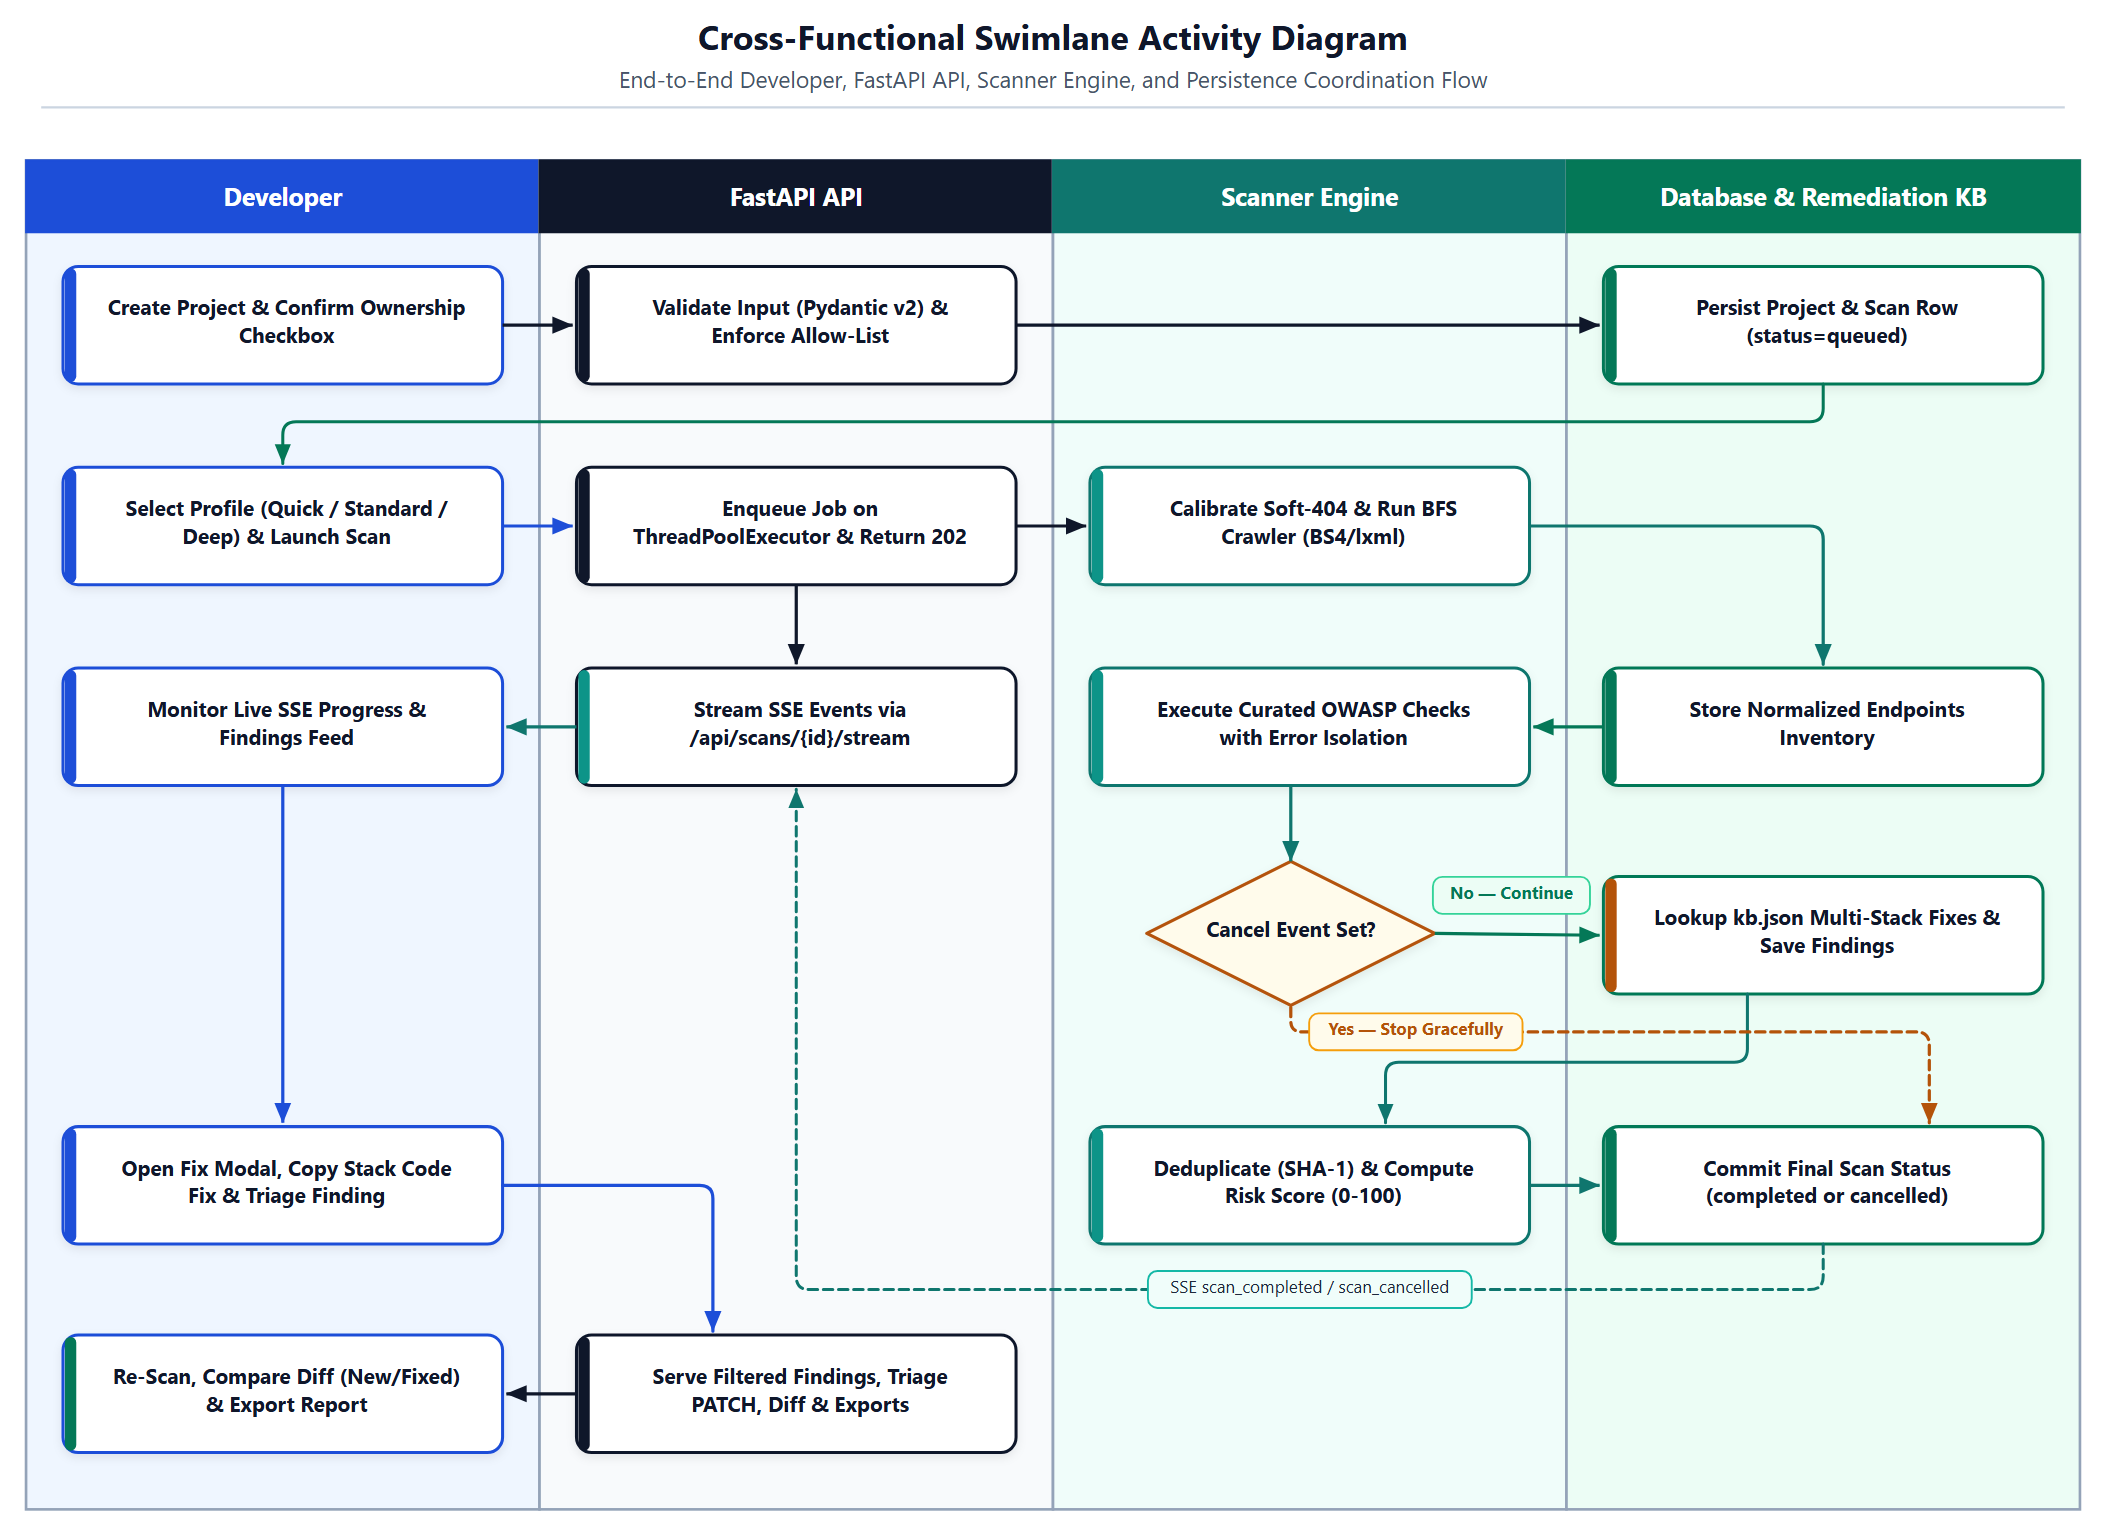 Cross-Functional Swimlane Activity Diagram
End-to-End Developer, FastAPI API, Scanner Engine, and Persistence Coordination Flow
Developer
FastAPI API
Scanner Engine
Database & Remediation KB
Create Project & Confirm Ownership
Checkbox
Validate Input (Pydantic v2) &
Enforce Allow-List
Persist Project & Scan Row
(status=queued)
Select Profile (Quick / Standard /
Deep) & Launch Scan
Enqueue Job on
ThreadPoolExecutor & Return 202
Calibrate Soft-404 & Run BFS
Crawler (BS4/lxml)
Monitor Live SSE Progress &
Findings Feed
Stream SSE Events via
/api/scans/{id}/stream
Execute Curated OWASP Checks
with Error Isolation
Store Normalized Endpoints
Inventory
Cancel Event Set?
No — Continue
Lookup kb.json Multi-Stack Fixes &
Save Findings
Yes — Stop Gracefully
Open Fix Modal, Copy Stack Code
Fix & Triage Finding
Deduplicate (SHA-1) & Compute
Risk Score (0-100)
Commit Final Scan Status
(completed or cancelled)
SSE scan_completed / scan_cancelled
Re-Scan, Compare Diff (New/Fixed)
& Export Report
Serve Filtered Findings, Triage
PATCH, Diff & Exports